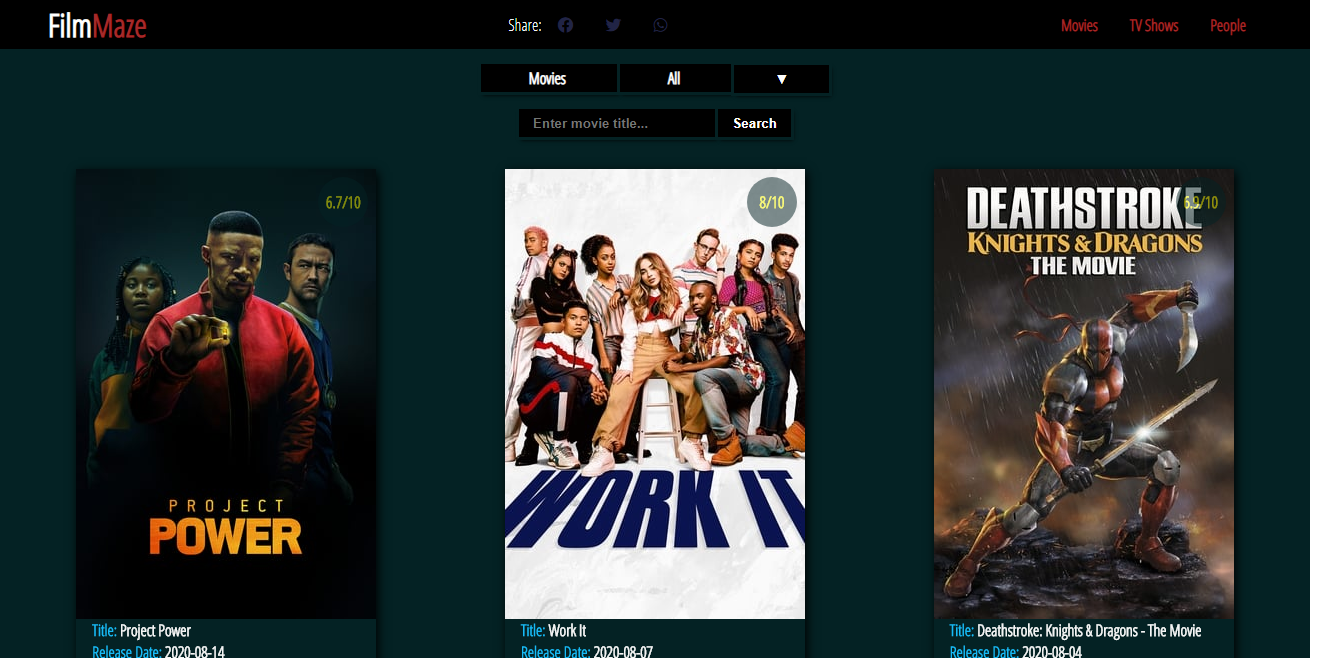 FilmMaze
Share:
Movies TV Shows People
Movies All ▼
Enter movie title... Search
6.7/10
PROJECT
POWER
Title: Project Power
Release Date: 2020-08-14
8/10
WORK IT
Title: Work It
Release Date: 2020-08-07
DEATHSTROKE
6.9/10
KNIGHTS & DRAGONS
THE MOVIE
Title: Deathstroke: Knights & Dragons - The Movie
Release Date: 2020-08-04